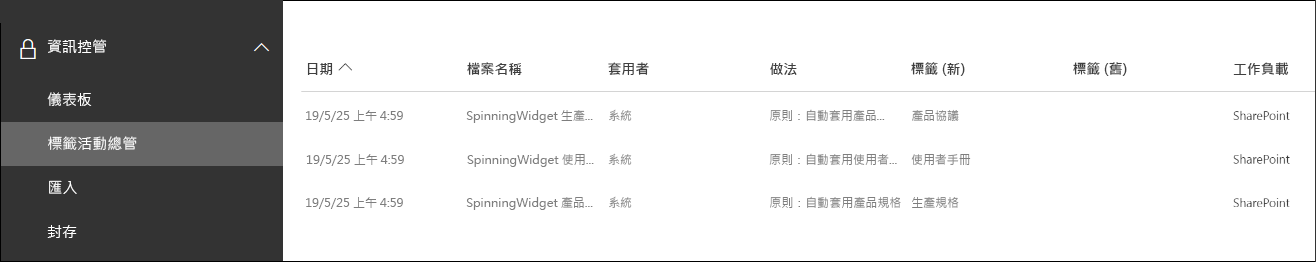 資訊控管
儀表板
標籤活動總管
匯入
封存
日期 檔案名稱 套用者 做法 標籤 (新) 標籤 (舊) 工作負載
19/5/25 上午 4:59 SpinningWidget 生產... 系統 原則：自動套用產品... 產品協議 SharePoint
19/5/25 上午 4:59 SpinningWidget 使用... 系統 原則：自動套用使用者... 使用者手冊 SharePoint
19/5/25 上午 4:59 SpinningWidget 產品... 系統 原則：自動套用產品規格 生產規格 SharePoint